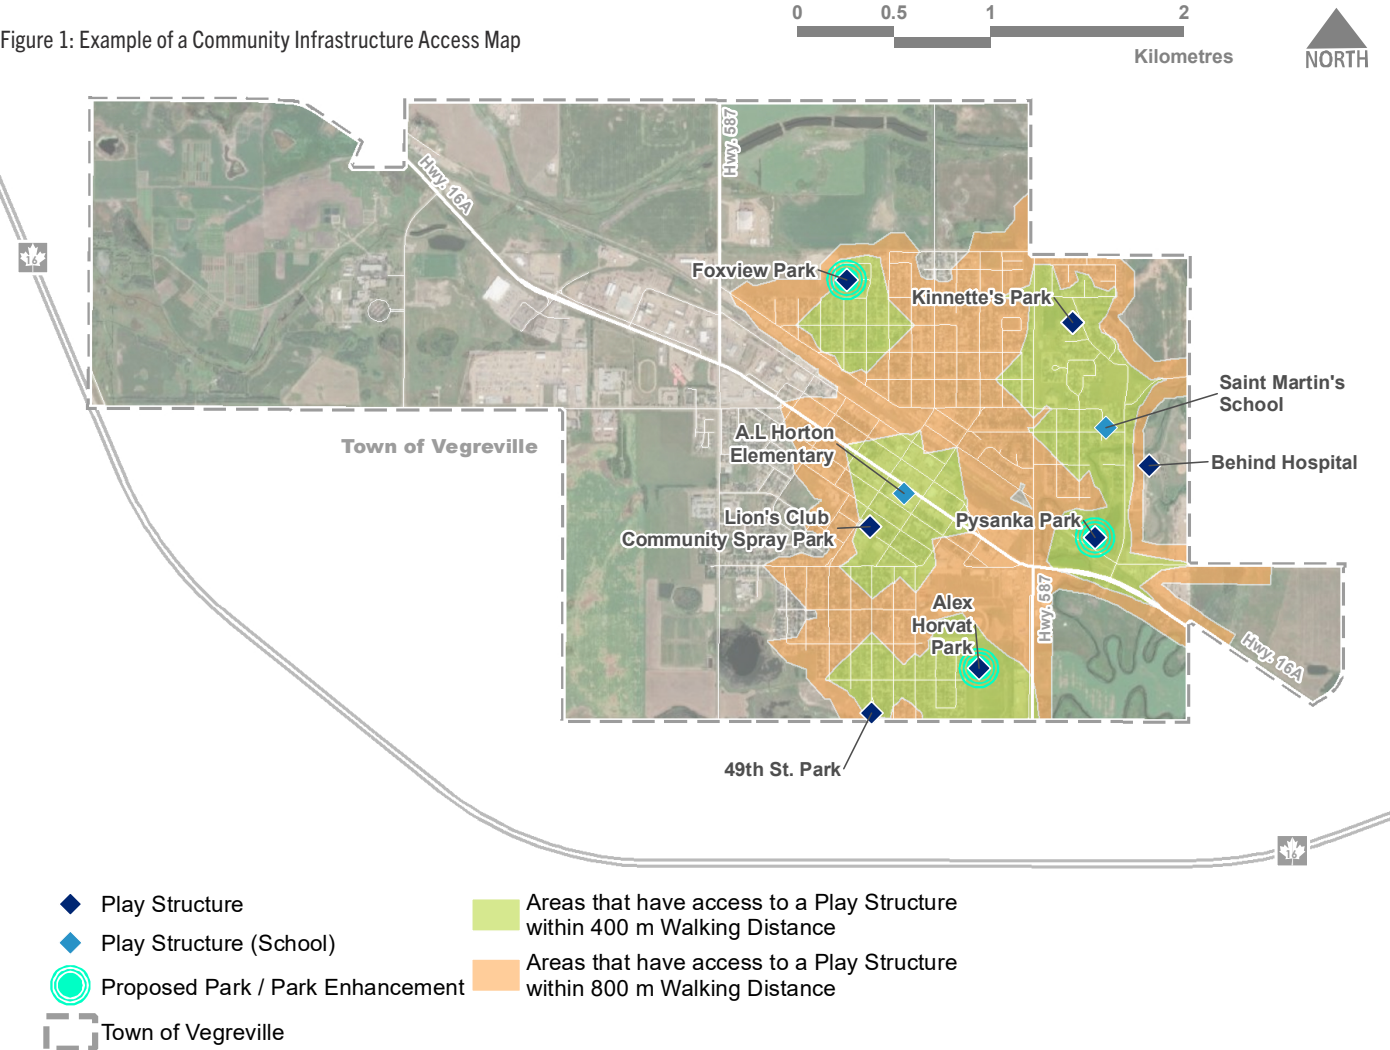 0 0.5 1 2
Kilometres
NORTH
Figure 1: Example of a Community Infrastructure Access Map
Hwy. 587
Hwy. 16A
16
Foxview Park
Kinnette's Park
Saint Martin's
School
A.L Horton
Elementary
Town of Vegreville
Behind Hospital
Lion's Club
Community Spray Park
Pysanka Park
Alex
Horvat
Park
Hwy. 587
Hwy. 16A
49th St. Park
16
Play Structure
Play Structure (School)
Proposed Park / Park Enhancement
Town of Vegreville
Areas that have access to a Play Structure
within 400 m Walking Distance
Areas that have access to a Play Structure
within 800 m Walking Distance